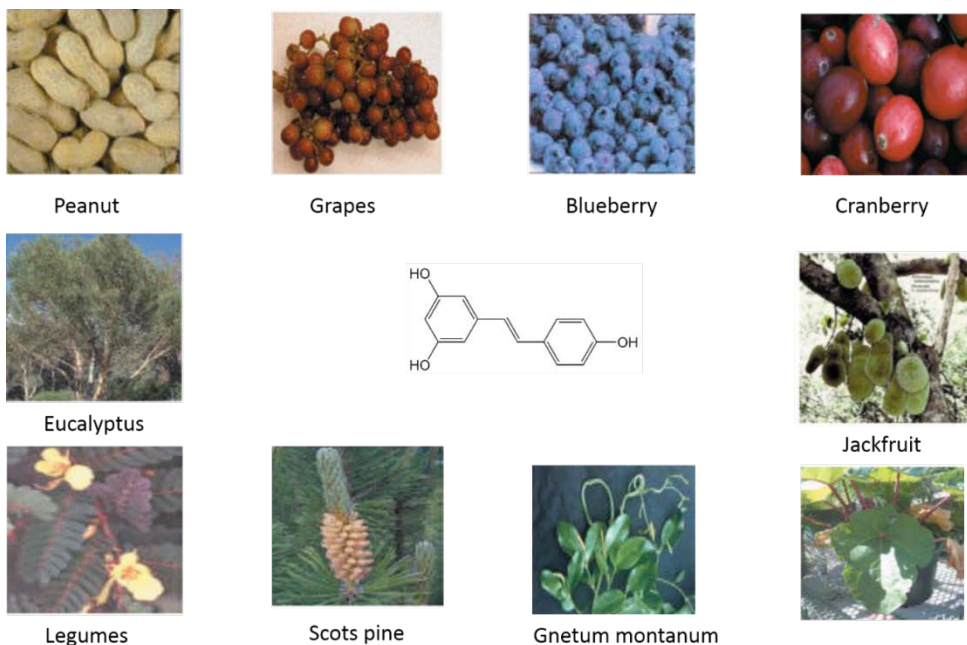 Peanut
Grapes
Blueberry
Cranberry
HO
HO
OH
Eucalyptus
Jackfruit
Legumes
Scots pine
Gnetum montanum